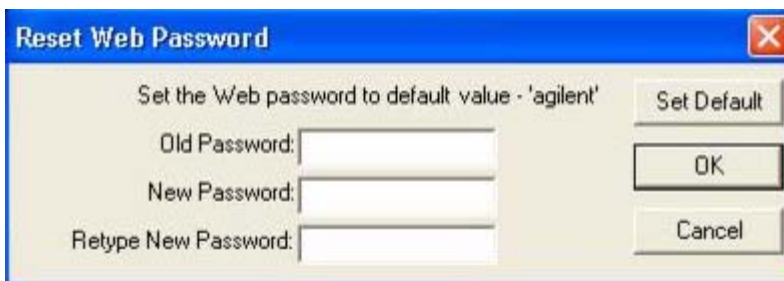 Reset Web Password
Set the Web password to default value - 'agilent'
Set Default
Old Password:
OK
New Password:
Retype New Password:
Cancel